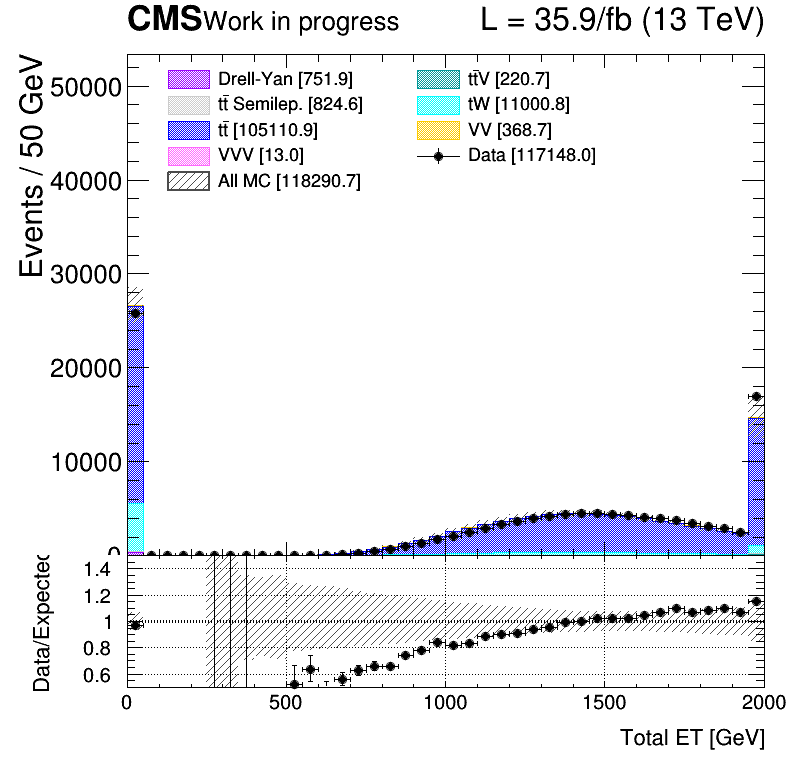 CMS Work in progress L = 35.9/fb (13 TeV)
Events / 50 GeV
50000
40000
30000
20000
10000
0
Drell-Yan [751.9]
tt̄ Semilep. [824.6]
tt̄ [105110.9]
VVV [13.0]
All MC [118290.7]
tt̄V [220.7]
tW [11000.8]
VV [368.7]
Data [117148.0]
Data/Expected
1.4
1.2
1
0.8
0.6
0 500 1000 1500 2000
Total ET [GeV]